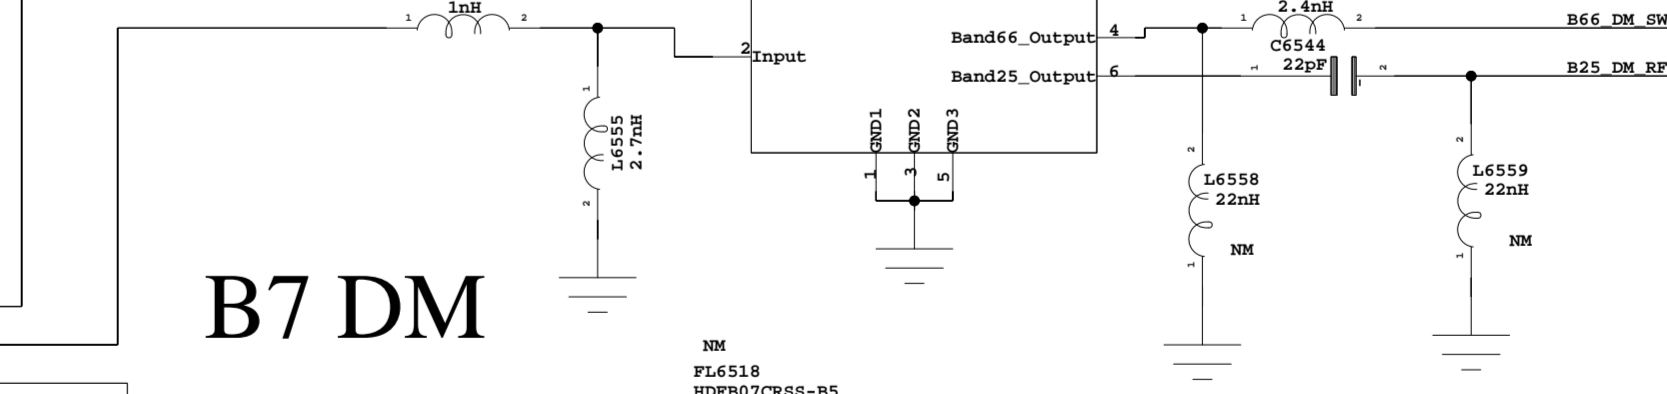 1nH
1
2
2.4nH
1
2
B66_DM_SW
Band66_Output
4
C6544
22pF
1
2
B25_DM_RF
2
Input
Band25_Output
6
1
L6555
2.7nH
2
GND1
GND2
GND3
1
3
5
2
L6558
22nH
NM
1
2
L6559
22nH
NM
1
B7 DM
NM
FL6518
HDFB07CRSS-B5